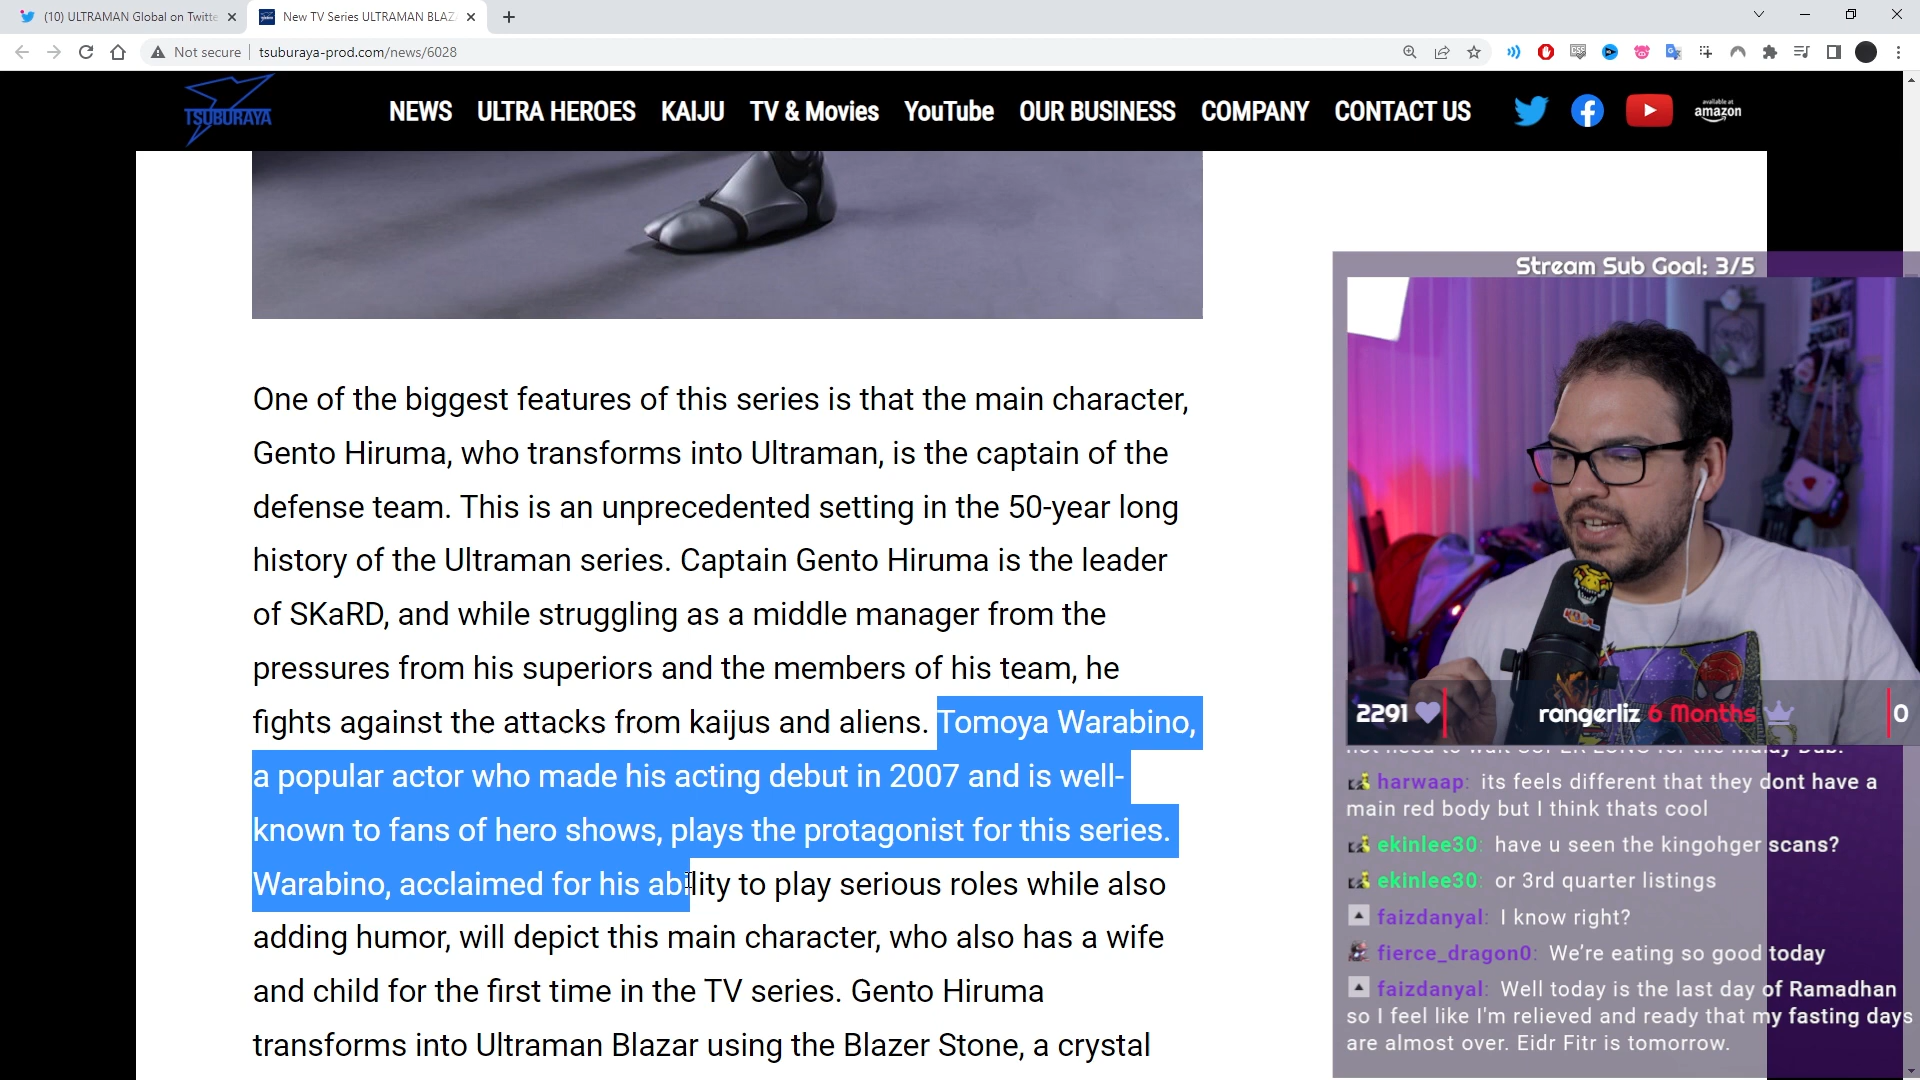 (10) ULTRAMAN Global on Twitte
New TV Series ULTRAMAN BLAZ
Not secure
tsuburaya-prod.com/news/6028
TSUBURAYA
NEWS
ULTRA HEROES
KAIJU
TV & Movies
YouTube
OUR BUSINESS
COMPANY
CONTACT US
available at
amazon
One of the biggest features of this series is that the main character,
Gento Hiruma, who transforms into Ultraman, is the captain of the
defense team. This is an unprecedented setting in the 50-year long
history of the Ultraman series. Captain Gento Hiruma is the leader
of SKaRD, and while struggling as a middle manager from the
pressures from his superiors and the members of his team, he
fights against the attacks from kaijus and aliens. Tomoya Warabino,
a popular actor who made his acting debut in 2007 and is well-
known to fans of hero shows, plays the protagonist for this series.
Warabino, acclaimed for his ability to play serious roles while also
adding humor, will depict this main character, who also has a wife
and child for the first time in the TV series. Gento Hiruma
transforms into Ultraman Blazar using the Blazer Stone, a crystal
Stream Sub Goal: 3/5
2291
rangerliz 6 Months
0
harwaap: its feels different that they dont have a
main red body but I think thats cool
ekinlee30: have u seen the kingohger scans?
ekinlee30: or 3rd quarter listings
faizdanyal: I know right?
fierce_dragon0: We're eating so good today
faizdanyal: Well today is the last day of Ramadhan
so I feel like I'm relieved and ready that my fasting days
are almost over. Eidr Fitr is tomorrow.